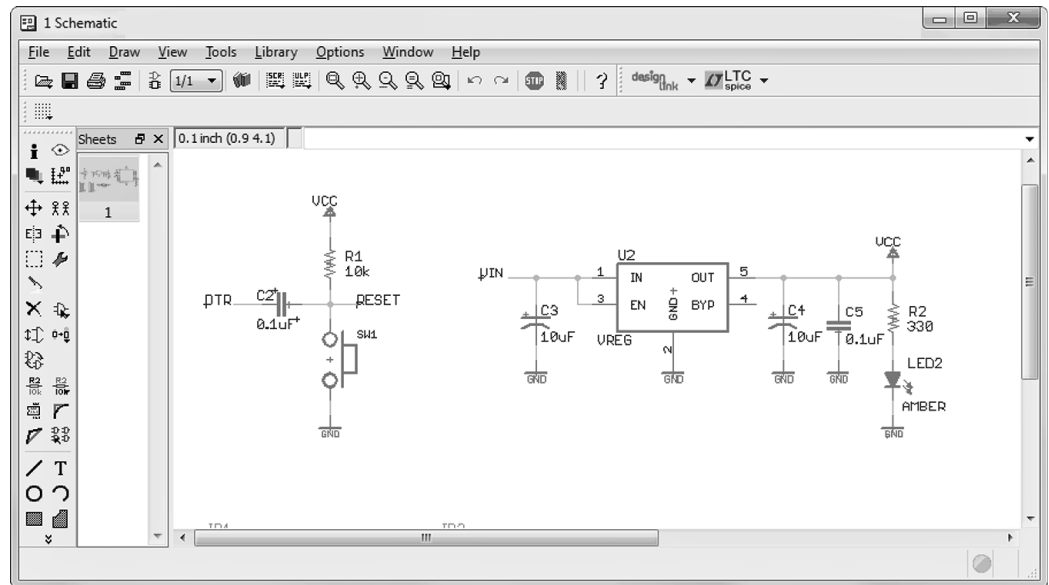 1 Schematic
File Edit Draw View Tools Library Options Window Help
1/1 SCR ULP STOP ? design link LTC spice
Sheets 0.1 inch (0.9 4.1)
1
VCC
R1
10k
DTR C2 RESET
0.1uF
SW1
GND
U2
VIN 1 IN OUT 5
3 EN GND BYP 4
VREG 2
C3
10uF
GND
GND
VCC
C4 C5 R2
10uF 0.1uF 330
LED2
AMBER
GND GND
GND
R2 R2
10k 10k
T